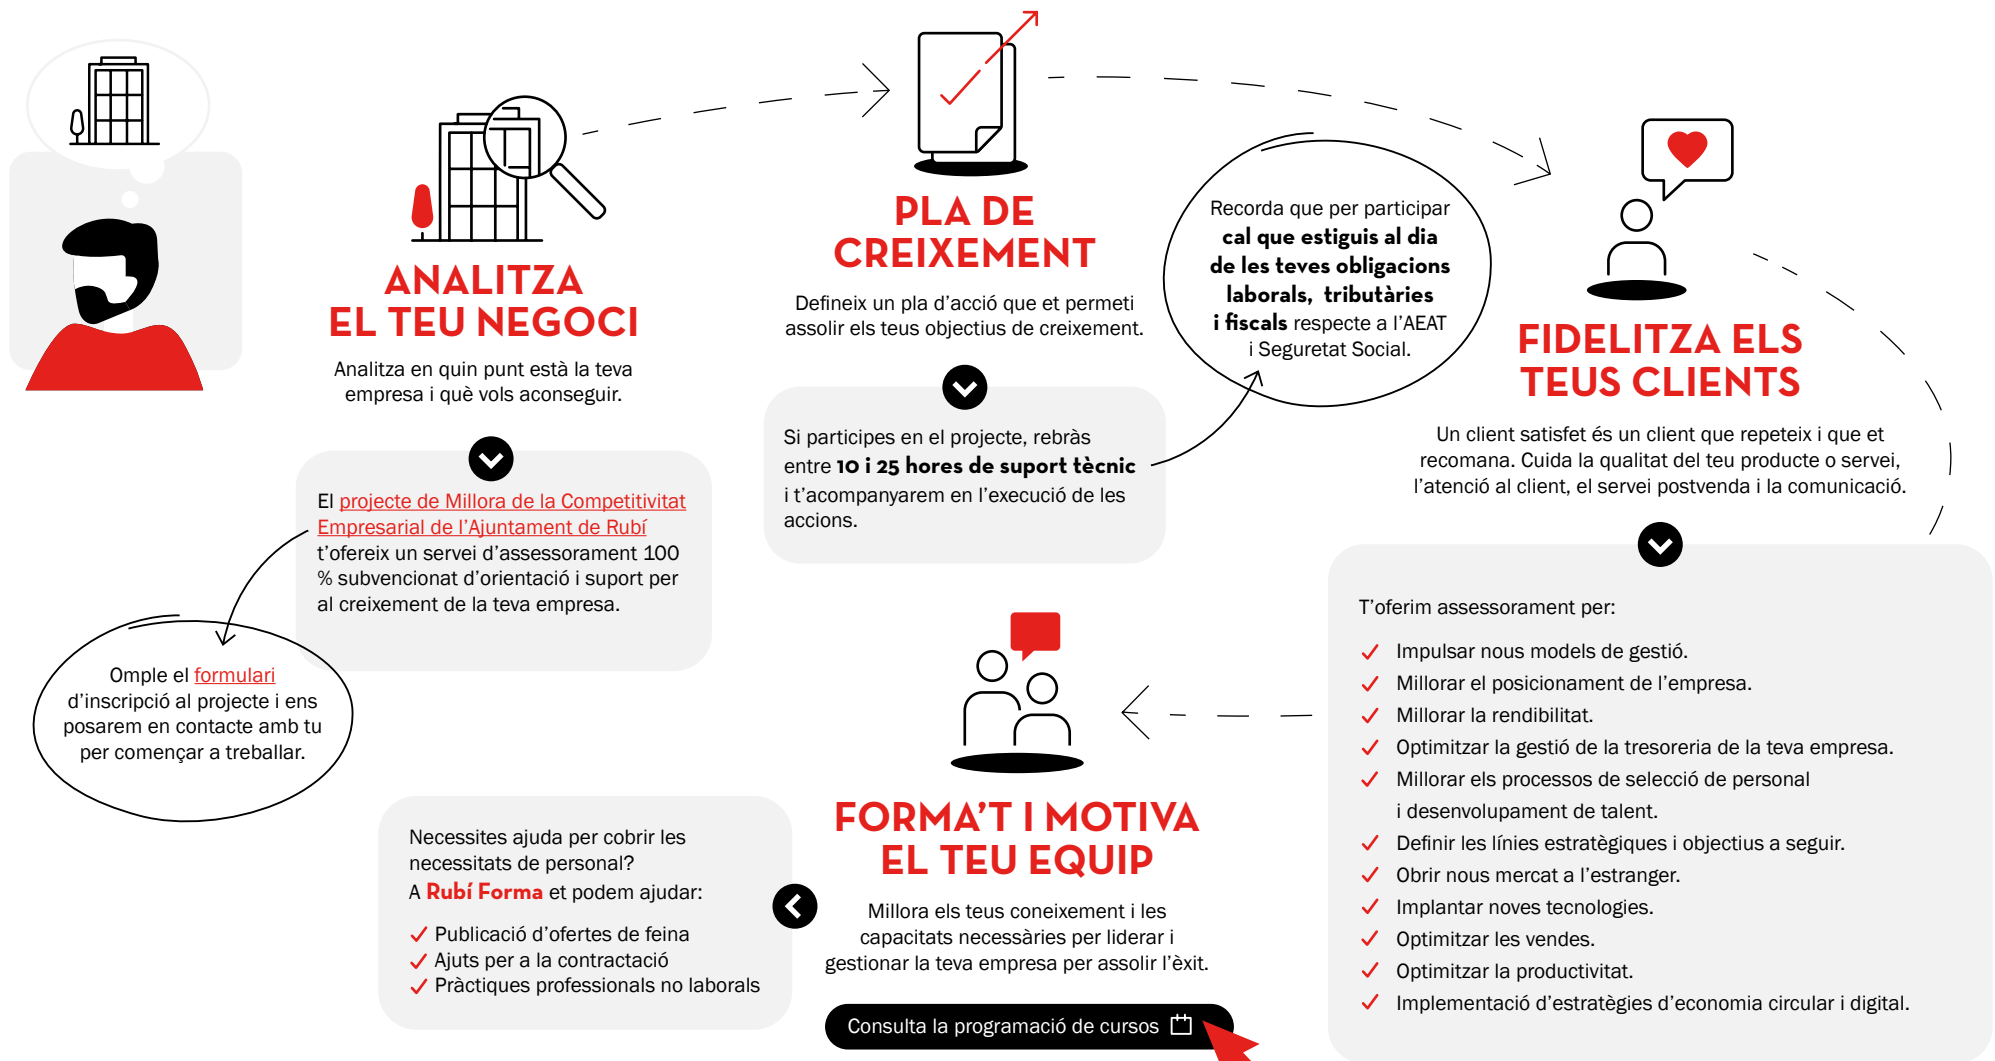 ANALITZA
EL TEU NEGOCI
Analitza en quin punt està la teva
empresa i què vols aconseguir.
El projecte de Millora de la Competitivitat
Empresarial de l'Ajuntament de Rubí
t'ofereix un servei d'assessorament 100
% subvencionat d'orientació i suport per
al creixement de la teva empresa.
Omple el formulari
d'inscripció al projecte i ens
posarem en contacte amb tu
per començar a treballar.
PLA DE
CREIXEMENT
Defineix un pla d'acció que et permeti
assolir els teus objectius de creixement.
Si participes en el projecte, rebràs
entre 10 i 25 hores de suport tècnic
i t'acompanyarem en l'execució de les
accions.
Recorda que per participar
cal que estiguis al dia
de les teves obligacions
laborals, tributàries
i fiscals respecte a l'AEAT
i Seguretat Social.
FIDELITZA ELS
TEUS CLIENTS
Un client satisfet és un client que repeteix i que et
recomana. Cuida la qualitat del teu producte o servei,
l'atenció al client, el servei postvenda i la comunicació.
T'oferim assessorament per:
Impulsar nous models de gestió.
Millorar el posicionament de l'empresa.
Millorar la rendibilitat.
Optimitzar la gestió de la tresoreria de la teva empresa.
Millorar els processos de selecció de personal
i desenvolupament de talent.
Definir les línies estratègiques i objectius a seguir.
Obrir nous mercat a l'estranger.
Implantar noves tecnologies.
Optimitzar les vendes.
Optimitzar la productivitat.
Implementació d'estratègies d'economia circular i digital.
FORMA'T I MOTIVA
EL TEU EQUIP
Millora els teus coneixement i les
capacitats necessàries per liderar i
gestionar la teva empresa per assolir l'èxit.
Consulta la programació de cursos
Necessites ajuda per cobrir les
necessitats de personal?
A Rubí Forma et podem ajudar:
Publicació d'ofertes de feina
Ajuts per a la contractació
Pràctiques professionals no laborals